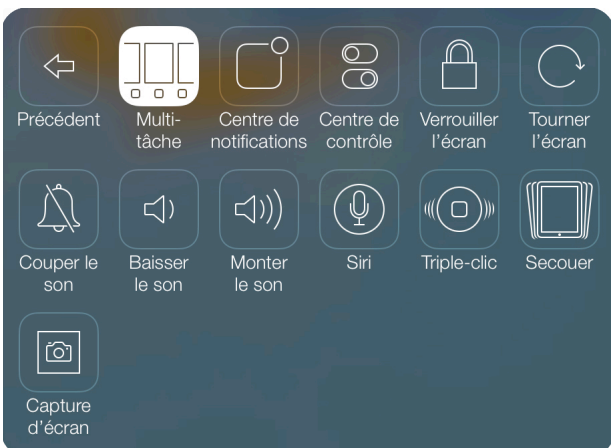 Précédent
Multi-
tâche
Centre de
notifications
Centre de
contrôle
Verrouiller
l’écran
Tourner
l’écran
Couper le
son
Baisser
le son
Monter
le son
Siri
Triple-clic
Secouer
Capture
d’écran